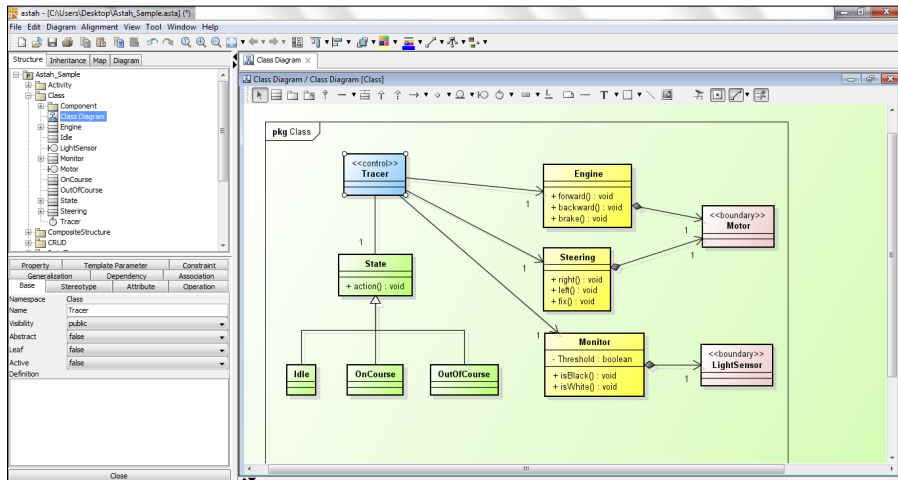 astah - [C:\Users\Desktop\Astah_Sample.asta] (*)
File Edit Diagram Alignment View Tool Window Help
Structure Inheritance Map Diagram
Astah_Sample
Activity
Class
Component
Class Diagram
Engine
Idle
LightSensor
Monitor
Motor
OnCourse
OutOfCourse
State
Steering
Tracer
CompositeStructure
CRUD
Property Template Parameter Constraint
Generalization Dependency Association
Base Stereotype Attribute Operation
Namespace Class
Name Tracer
Visibility public
Abstract false
Leaf false
Active false
Definition
Close
Class Diagram
Class Diagram / Class Diagram [Class]
T
pkg Class
<<control>>
Tracer
Engine
+ forward() : void
+ backward() : void
+ brake() : void
1
1
<<boundary>>
Motor
1
State
+ action() : void
Steering
+ right() : void
+ left() : void
+ fix() : void
1
1
Monitor
- Threshold : boolean
+ isBlack() : void
+ isWhite() : void
1
1
<<boundary>>
LightSensor
Idle
OnCourse
OutOfCourse